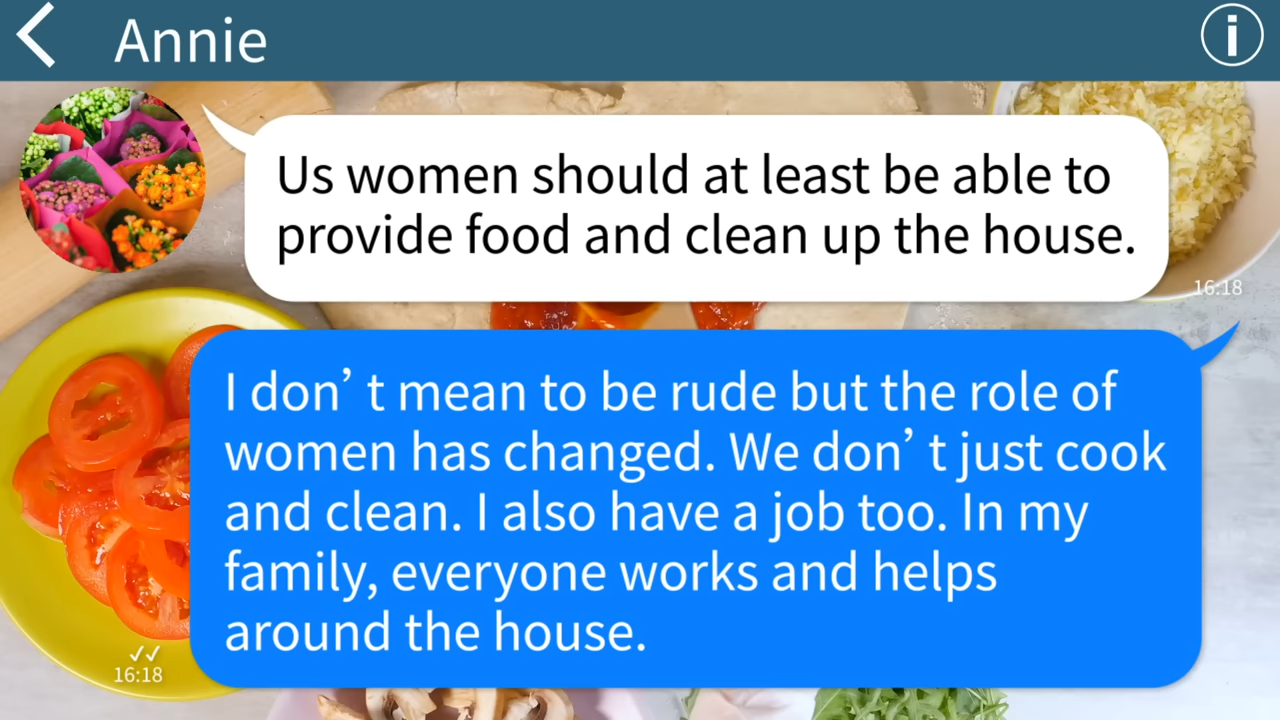 Annie
Us women should at least be able to
provide food and clean up the house.
16:18
I don’t mean to be rude but the role of
women has changed. We don’t just cook
and clean. I also have a job too. In my
family, everyone works and helps
around the house.
16:18